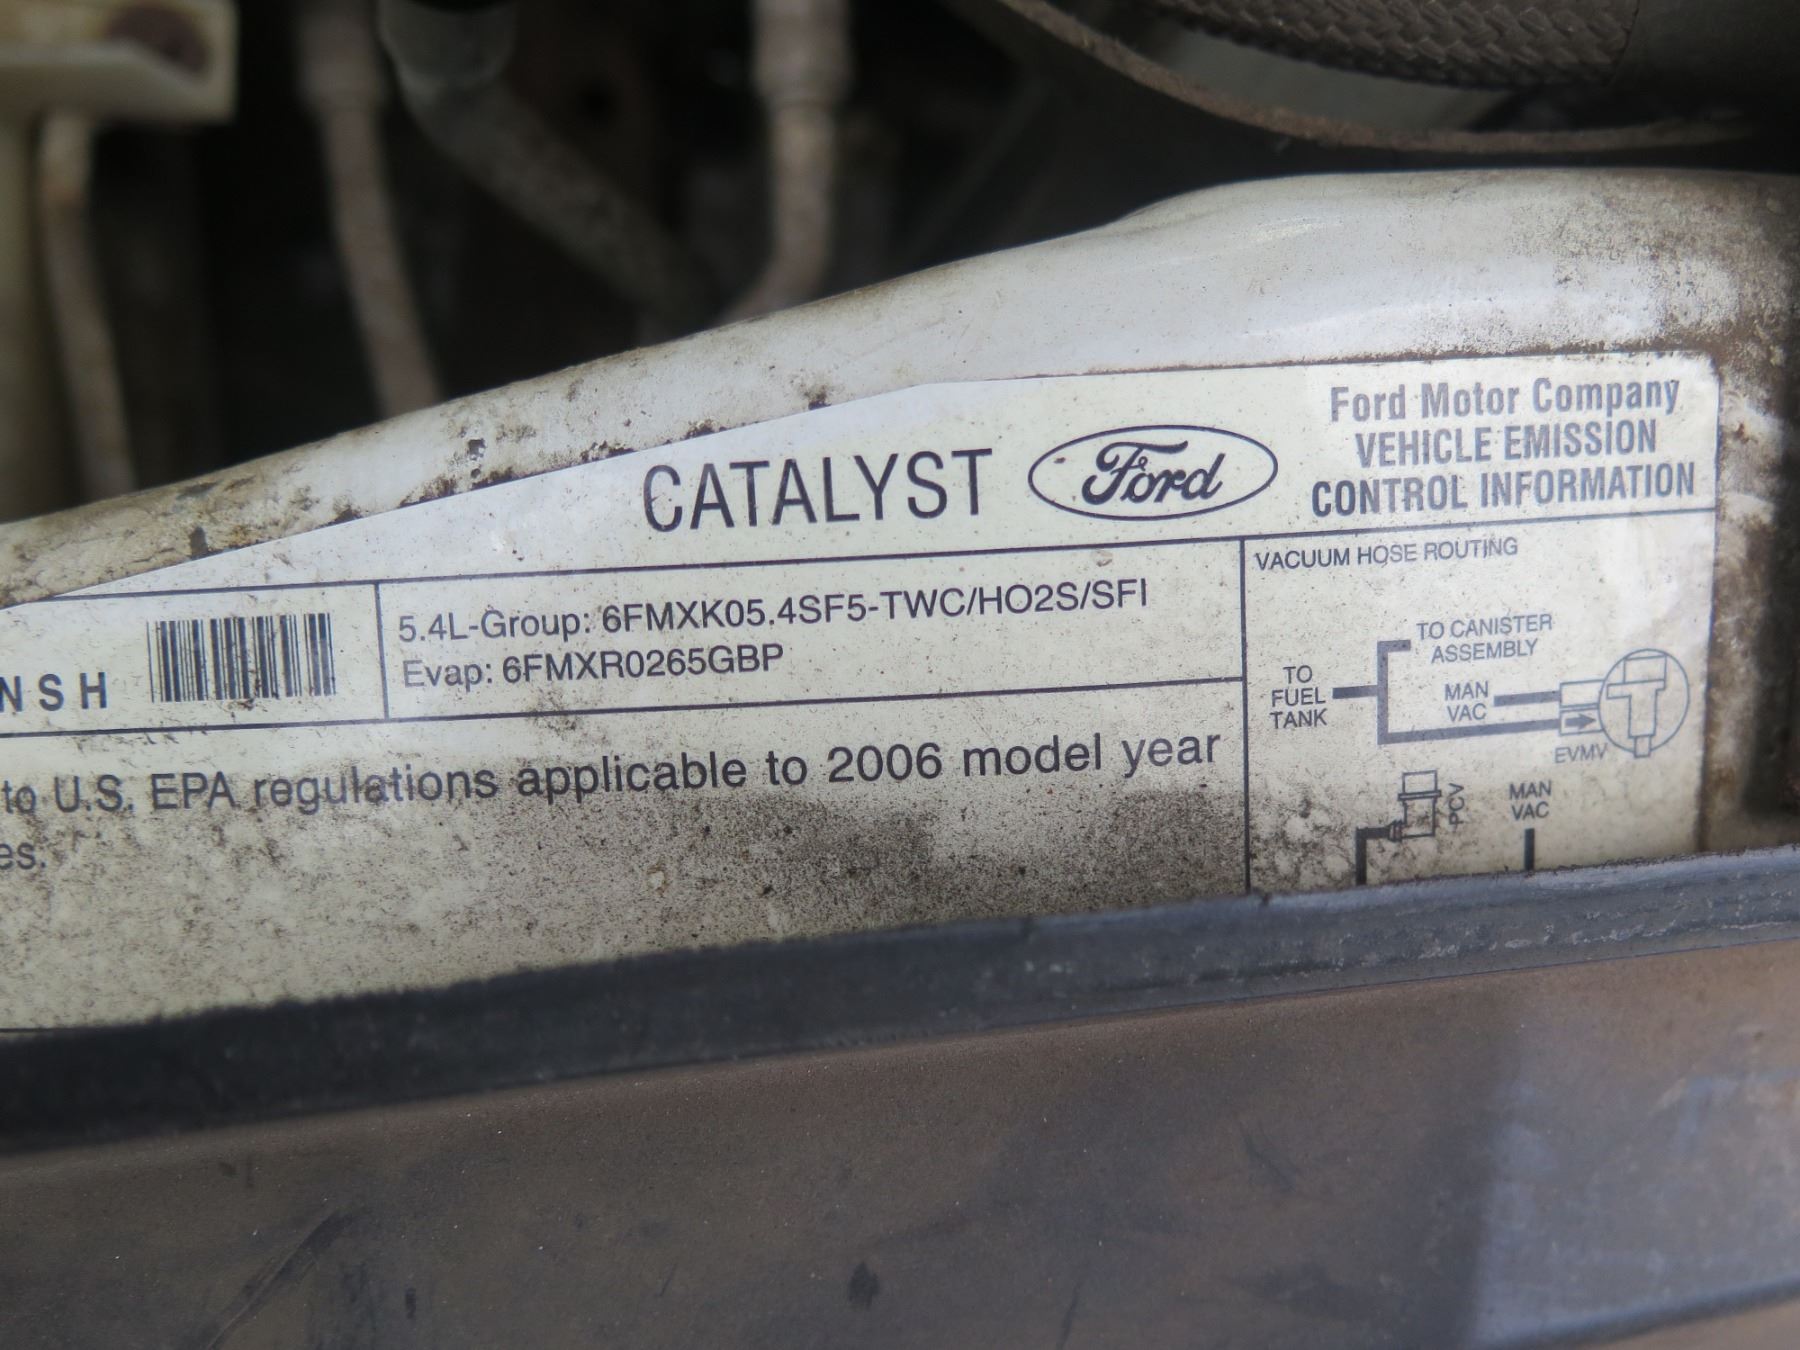 Ford Motor Company
VEHICLE EMISSION
CONTROL INFORMATION
CATALYST
Ford
NSH
5.4L-Group: 6FMXK05.4SF5-TWC/HO2S/SFI
Evap: 6FMXR0265GBP
to U.S. EPA regulations applicable to 2006 model year
es.
VACUUM HOSE ROUTING
TO CANISTER
ASSEMBLY
TO
FUEL
TANK
MAN
VAC
EVMV
PCV
MAN
VAC